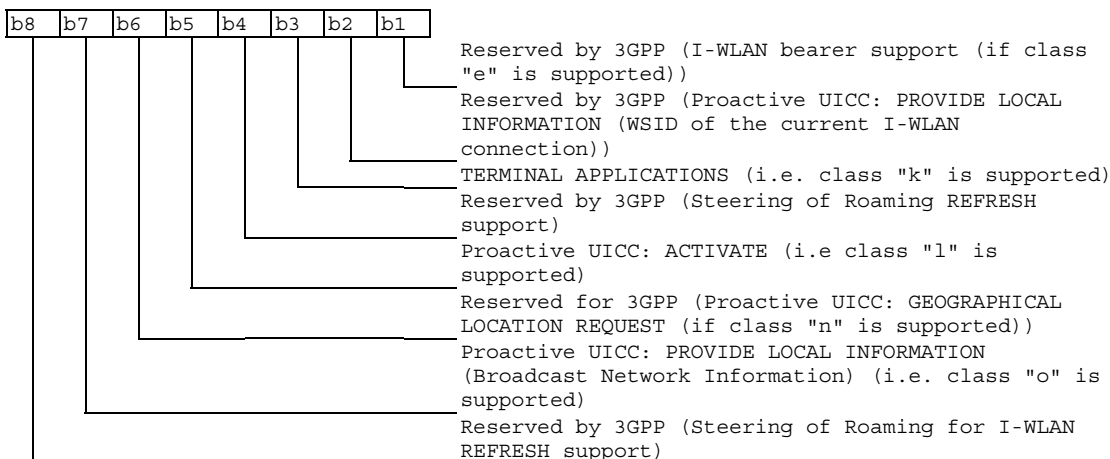 b8 b7 b6 b5 b4 b3 b2 b1
Reserved by 3GPP (I-WLAN bearer support (if class
"e" is supported))
Reserved by 3GPP (Proactive UICC: PROVIDE LOCAL
INFORMATION (WSID of the current I-WLAN
connection))
TERMINAL APPLICATIONS (i.e. class "k" is supported)
Reserved by 3GPP (Steering of Roaming REFRESH
support)
Proactive UICC: ACTIVATE (i.e class "l" is
supported)
Reserved for 3GPP (Proactive UICC: GEOGRAPHICAL
LOCATION REQUEST (if class "n" is supported))
Proactive UICC: PROVIDE LOCAL INFORMATION
(Broadcast Network Information) (i.e. class "o" is
supported)
Reserved by 3GPP (Steering of Roaming for I-WLAN
REFRESH support)